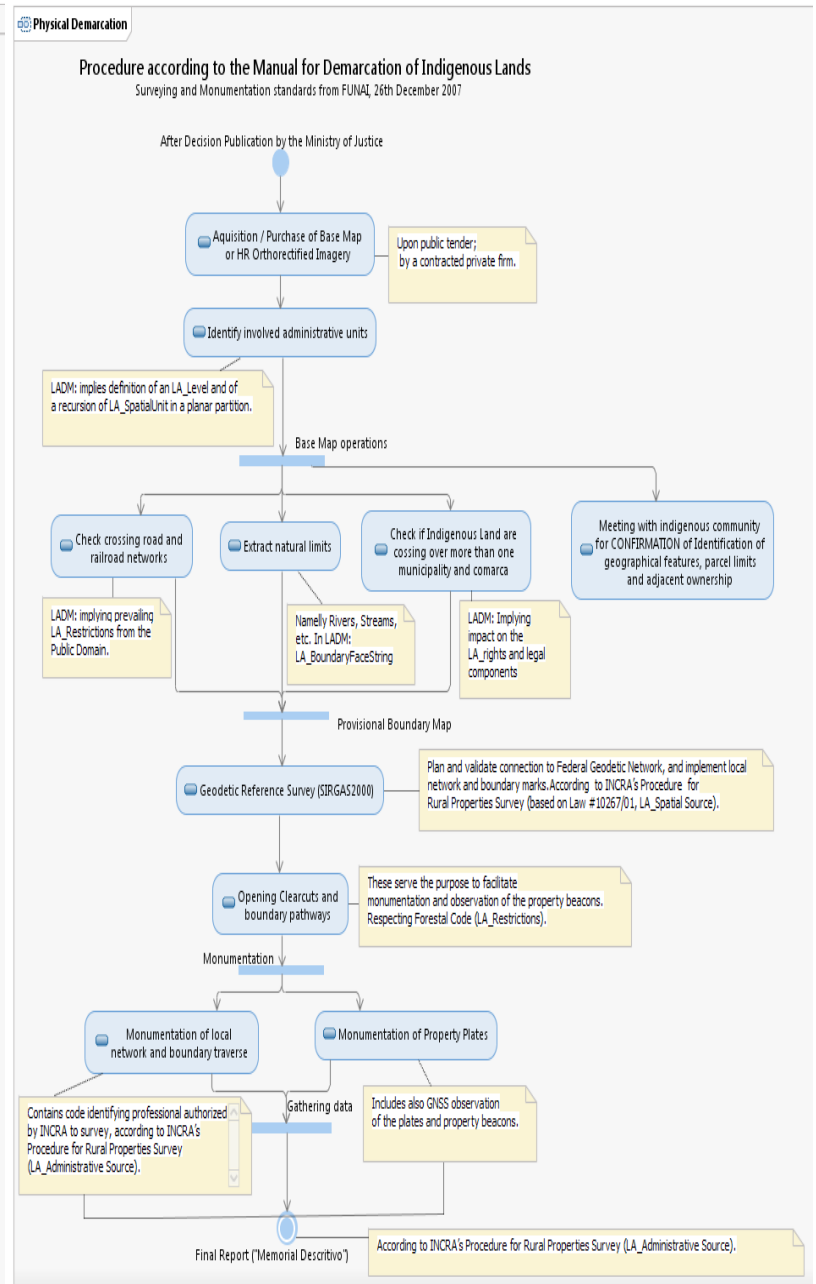 Physical Demarcation
Procedure according to the Manual for Demarcation of Indigenous Lands
Surveying and Monumentation standards from FUNAI, 26th December 2007
After Decision Publication by the Ministry of Justice
Aquisition / Purchase of Base Map
or HR Orthorectified Imagery
Upon public tender;
by a contracted private firm.
Identify involved administrative units
LADM: implies definition of an LA_Level and of
a recursion of LA_SpatialUnit in a planar partition.
Base Map operations
Check crossing road and
railroad networks
Extract natural limits
Check if Indigenous Land are
cossing over more than one
municipality and comarca
Meeting with indigenous community
for CONFIRMATION of Identification of
geographical features, parcel limits
and adjacent ownership
LADM: implying prevailing
LA_Restrictions from the
Public Domain.
Namelly Rivers, Streams,
etc. In LADM:
LA_BoundaryFaceString
LADM: Implying
impact on the
LA_rights and legal
components
Provisional Boundary Map
Geodetic Reference Survey (SIRGAS2000)
Plan and validate connection to Federal Geodetic Network, and implement local
network and boundary marks.According to INCRA's Procedure for
Rural Properties Survey (based on Law #10267/01, LA_Spatial Source).
Opening Clearcuts and
boundary pathways
These serve the purpose to facilitate
monumentation and observation of the property beacons.
Respecting Forestal Code (LA_Restrictions).
Monumentation
Monumentation of local
network and boundary traverse
Monumentation of Property Plates
Gathering data
Contains code identifying professional authorized
by INCRA to survey, according to INCRA's
Procedure for Rural Properties Survey
(LA_Administrative Source).
Includes also GNSS observation
of the plates and property beacons.
Final Report ("Memorial Descritivo")
According to INCRA's Procedure for Rural Properties Survey (LA_Administrative Source).